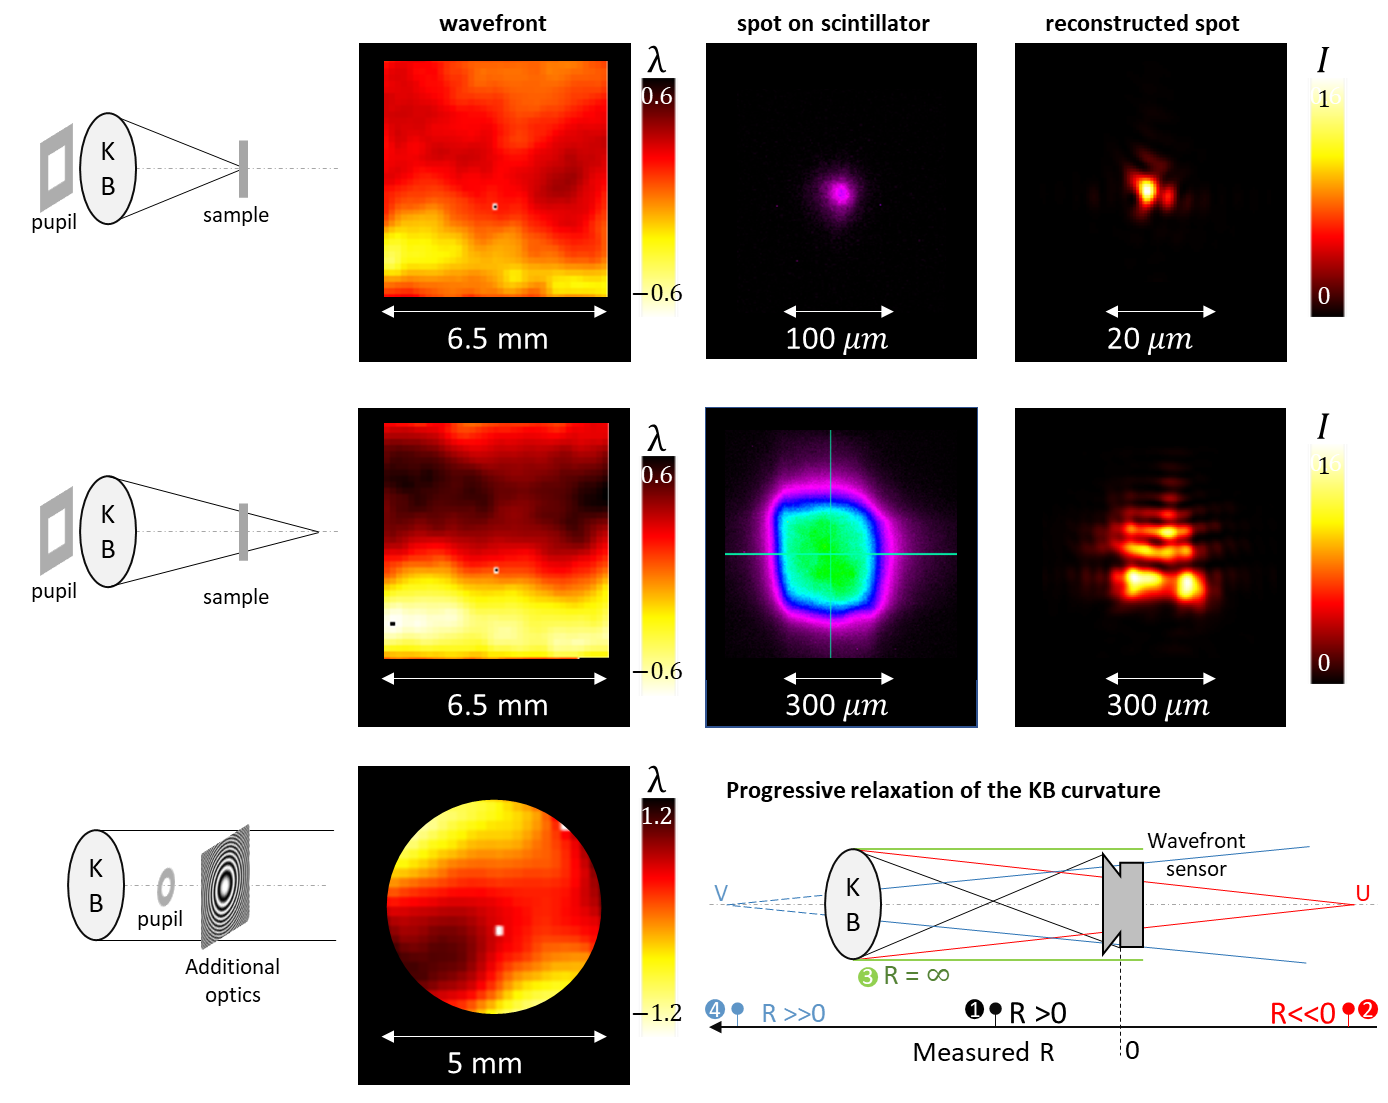 wavefront
spot on scintillator
reconstructed spot
K
B
pupil
sample
λ
0.6
−0.6
6.5 mm
100 μm
20 μm
I
1
0
K
B
pupil
sample
λ
0.6
−0.6
6.5 mm
300 μm
300 μm
I
1
0
K
B
pupil
Additional
optics
λ
1.2
−1.2
5 mm
Progressive relaxation of the KB curvature
Wavefront
sensor
K
B
V
U
3 R = ∞
4 R >>0
1 R >0
R<<0 2
Measured R
0